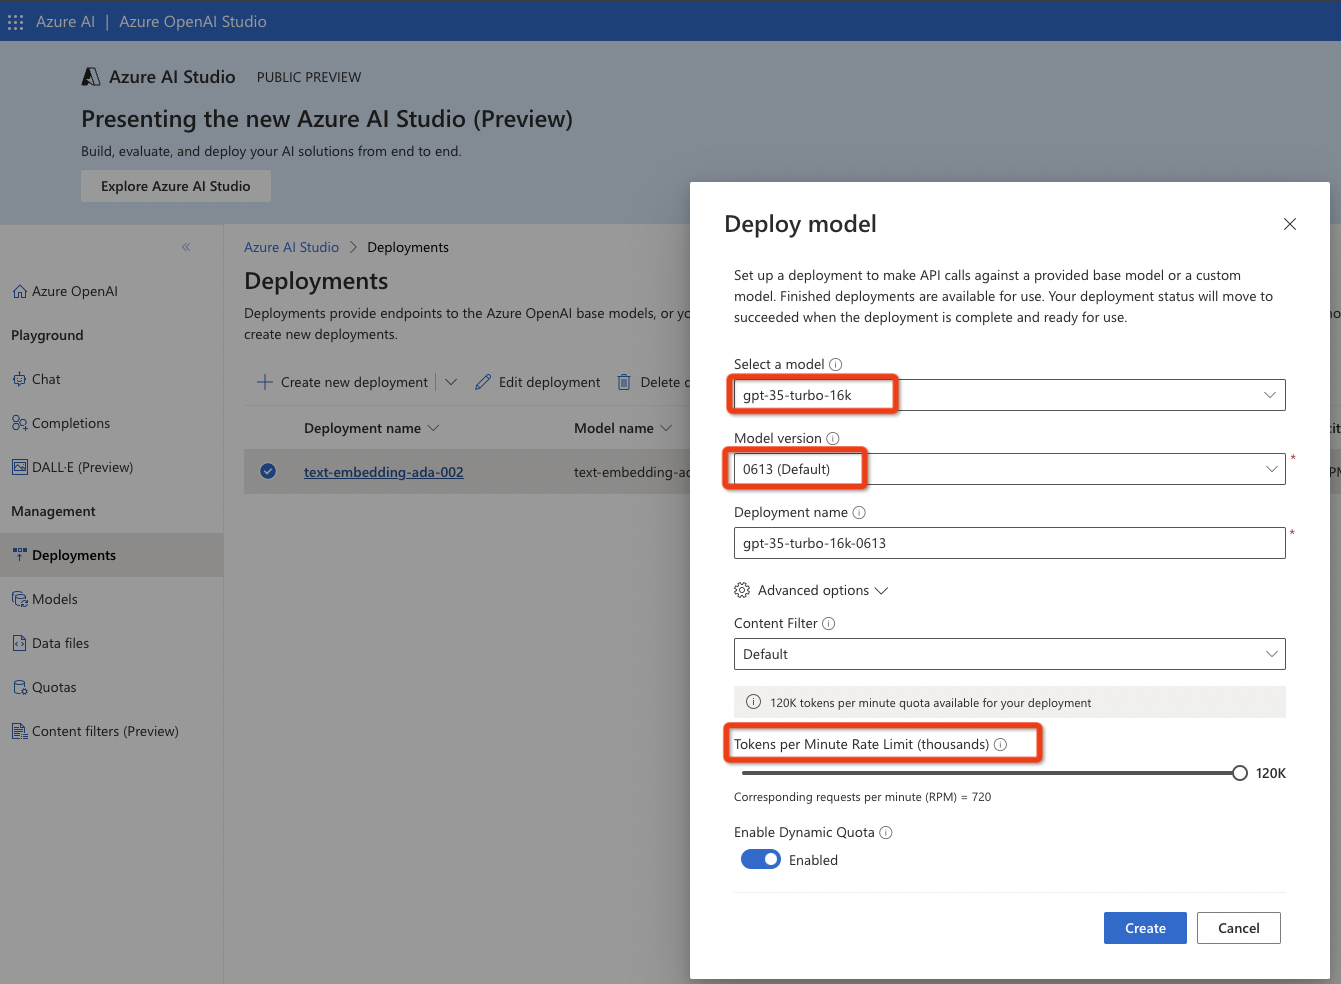 Azure AI | Azure OpenAI Studio
Azure AI Studio PUBLIC PREVIEW
Presenting the new Azure AI Studio (Preview)
Build, evaluate, and deploy your AI solutions from end to end.
Explore Azure AI Studio
Azure OpenAI
Playground
Chat
Completions
DALL·E (Preview)
Management
Deployments
Models
Data files
Quotas
Content filters (Preview)
Azure AI Studio > Deployments
Deployments
Deployments provide endpoints to the Azure OpenAI base models, or
create new deployments.
Create new deployment Edit deployment Delete
Deployment name Model name
text-embedding-ada-002 text-embedding-ad
Deploy model
Set up a deployment to make API calls against a provided base model or a custom
model. Finished deployments are available for use. Your deployment status will move to
succeeded when the deployment is complete and ready for use.
Select a model
gpt-35-turbo-16k
Model version
0613 (Default) *
Deployment name
gpt-35-turbo-16k-0613 *
Advanced options
Content Filter
Default
120K tokens per minute quota available for your deployment
Tokens per Minute Rate Limit (thousands)
120K
Corresponding requests per minute (RPM) = 720
Enable Dynamic Quota
Enabled
Create Cancel